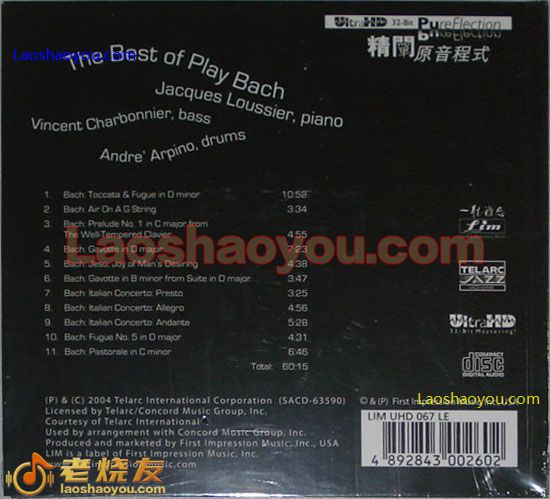 UltraHD 32-Bit PureFlection
精闌原音程式
Laoshaoyou.com
The Best of Play Bach
Jacques Loussier, piano
Vincent Charbonnier, bass
Andre' Arpino, drums
1. Bach: Toccata & Fugue in D minor 10:52
2. Bach: Air On A G String 3:34
3. Bach: Prelude No. 1 in C major from
The Well-Tempered Clavier 4:55
4. Bach: Gavotte in D major 7:23
5. Bach: Jesu, Joy of Man's Desiring 4:38
6. Bach: Gavotte in B minor from Suite in D major 3:47
7. Bach: Italian Concerto: Presto 3:25
8. Bach: Italian Concerto: Allegro 4:56
9. Bach: Italian Concerto: Andante 5:28
10. Bach: Fugue No. 5 in D major 4:31
11. Bach: Pastorale in C minor 6:46
Total: 60:15
Laoshaoyou.com
fim
TELARC
JAZZ
UltraHD
32-Bit Mastering!
COMPACT
disc
DIGITAL AUDIO
(P) & (C) 2004 Telarc International Corporation (SACD-63590)
Licensed by Telarc/Concord Music Group, Inc.
Courtesy of Telarc International
Used by arrangement with Concord Music Group, Inc.
Produced and marketed by First Impression Music, Inc., USA
LIM is a label of First Impression Music, Inc.
© & (P) First Impression
Laoshaoyou.com
LIM UHD 067 LE
4 892843 002602
老烧友
laoshaoyou.com